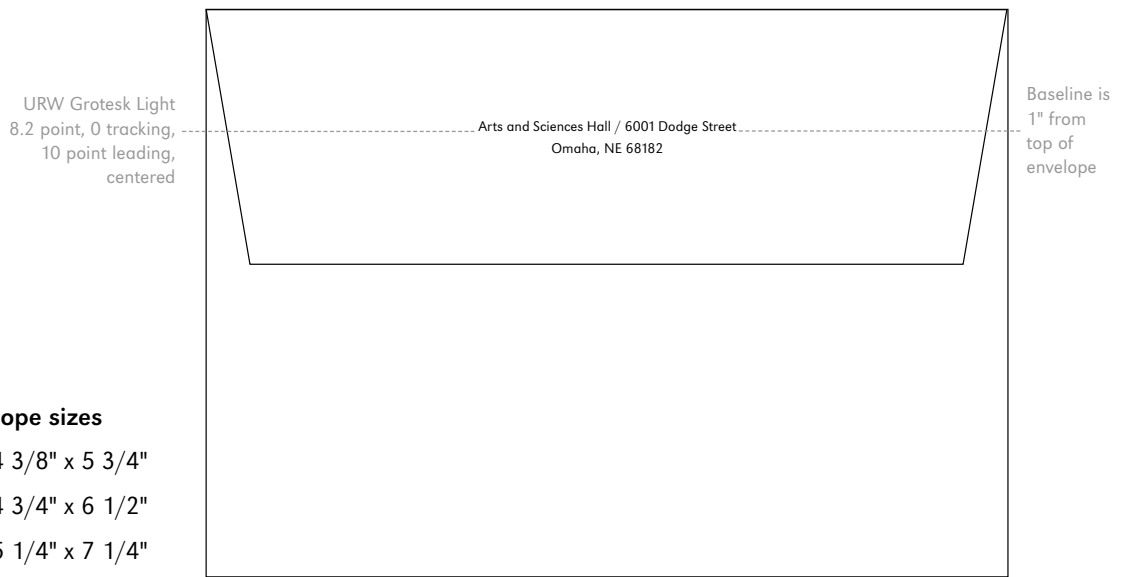 URW Grotesk Light
8.2 point, 0 tracking,
10 point leading,
centered
Arts and Sciences Hall / 6001 Dodge Street
Omaha, NE 68182
Baseline is
1" from
top of
envelope
sizes
3/8" x 5 3/4"
3/4" x 6 1/2"
1/4" x 7 1/4"